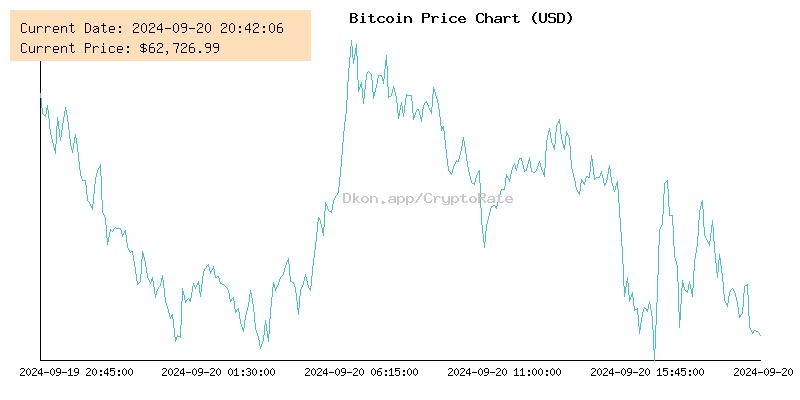 Bitcoin Price Chart (USD)
Current Date: 2024-09-20 20:42:06
Current Price: $62,726.99
Dkon.app/CryptoRate
2024-09-19 20:45:00 2024-09-20 01:30:00 2024-09-20 06:15:00 2024-09-20 11:00:00 2024-09-20 15:45:00 2024-09-20